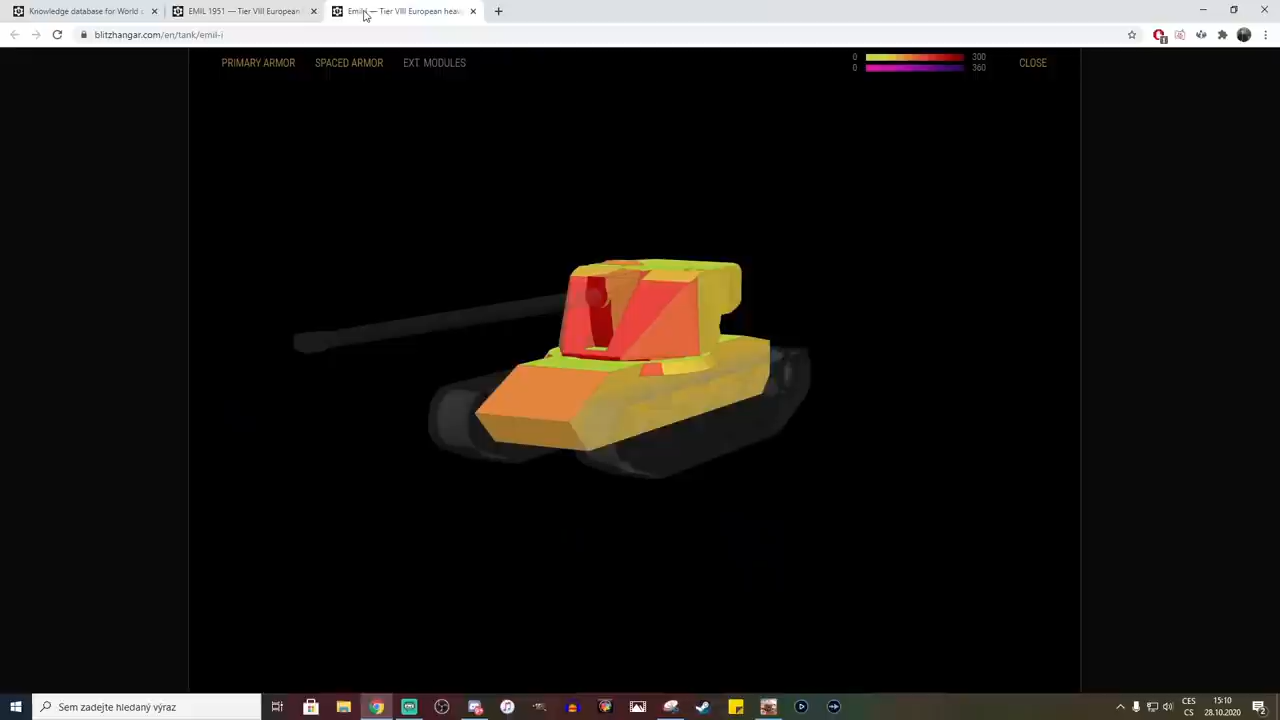 Knowledge database for World o
EMIL 1951 — Tier VIII European
Emil I — Tier VIII European heavy
blitzhangar.com/en/tank/emil-i
PRIMARY ARMOR SPACED ARMOR EXT. MODULES 0 300 CLOSE
0 360
Sem zadejte hledaný výraz
CES 15:10
CS 28.10.2020